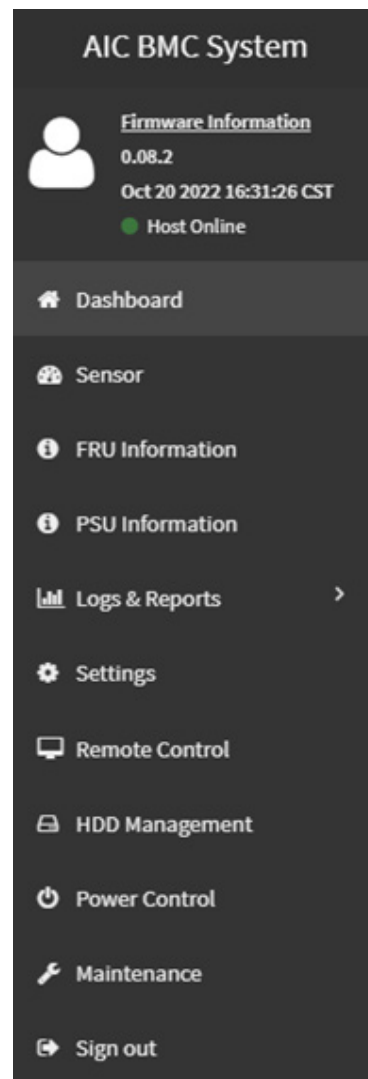 AIC BMC System
Firmware Information
0.08.2
Oct 20 2022 16:31:26 CST
Host Online
Dashboard
Sensor
FRU Information
PSU Information
Logs & Reports
Settings
Remote Control
HDD Management
Power Control
Maintenance
Sign out